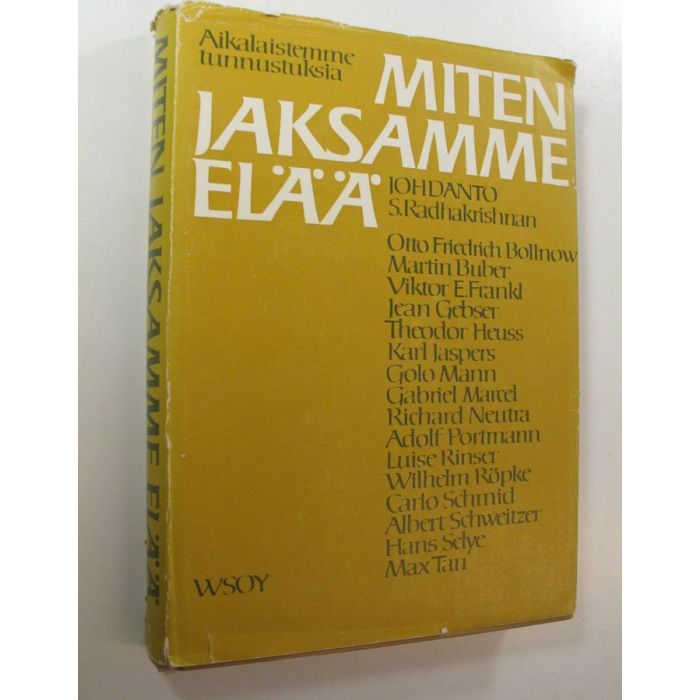 Aikalaistemme
tunnustuksia
MITEN
JAKSAMME
ELÄÄ
JOHDANTO
S.Radhakrishnan
Otto Friedrich Bollnow
Martin Buber
Viktor E.Frankl
Jean Gebser
Theodor Heuss
Karl Jaspers
Golo Mann
Gabriel Marcel
Richard Neutra
Adolf Portmann
Luise Rinser
Wilhelm Röpke
Carlo Schmid
Albert Schweitzer
Hans Selye
Max Tau
WSOY
MITEN JAKSAMME ELÄÄ